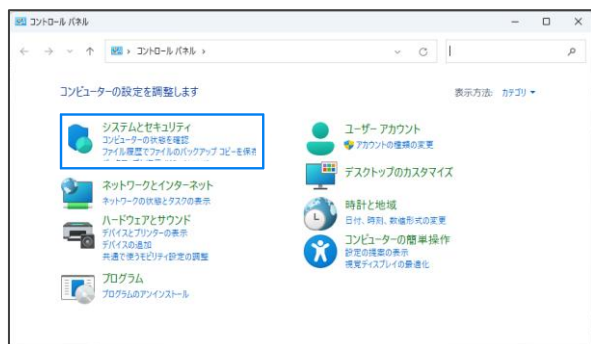 コントロール パネル
コントロール パネル
コンピューターの設定を調整します
表示方法: カテゴリ
システムとセキュリティ
コンピューターの状態を確認
ファイル履歴でファイルのバックアップ コピーを保存
ネットワークとインターネット
ネットワークの状態とタスクの表示
ハードウェアとサウンド
デバイスとプリンターの表示
デバイスの追加
共通で使うモビリティ設定の調整
プログラム
プログラムのアンインストール
ユーザー アカウント
アカウントの種類の変更
デスクトップのカスタマイズ
時計と地域
日付、時刻、数値形式の変更
コンピューターの簡単操作
設定の提案の表示
視覚ディスプレイの最適化